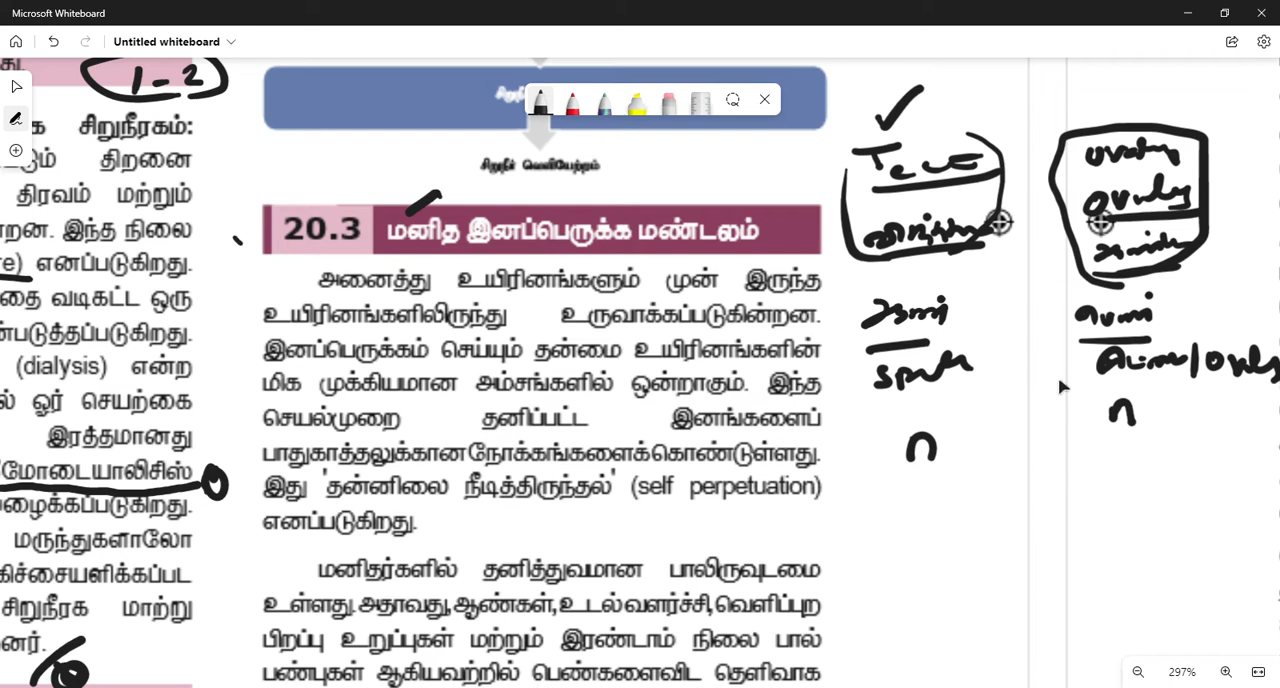 Microsoft Whiteboard
Untitled whiteboard
து.
1-2
க சிறுநீரகம்:
ம் திறனை
திரவம் மற்றும்
றன. இந்த நிலை
re) எனப்படுகிறது.
தை வடிகட்ட ஒரு
ன்படுத்தப்படுகிறது.
(dialysis) என்ற
ல் ஓர் செயற்கை
இரத்தமானது
மோடையாலிசிஸ்
ழைக்கப்படுகிறது.
மருந்துகளாலோ
கிச்சையளிக்கப்பட
சிறுநீரக மாற்று
னர்.
சிறுநீர் வெளியேற்றம்
20.3 மனித இனப்பெருக்க மண்டலம்
அனைத்து உயிரினங்களும் முன் இருந்த
உயிரினங்களிலிருந்து உருவாக்கப்படுகின்றன.
இனப்பெருக்கம் செய்யும் தன்மை உயிரினங்களின்
மிக முக்கியமான அம்சங்களில் ஒன்றாகும். இந்த
செயல்முறை தனிப்பட்ட இனங்களைப்
பாதுகாத்தலுக்கான நோக்கங்களைக் கொண்டுள்ளது.
இது 'தன்னிலை நீடித்திருந்தல்' (self perpetuation)
எனப்படுகிறது.
மனிதர்களில் தனித்துவமான பாலிருவுடமை
உள்ளது. அதாவது, ஆண்கள், உடல் வளர்ச்சி, வெளிப்புற
பிறப்பு உறுப்புகள் மற்றும் இரண்டாம் நிலை பால்
பண்புகள் ஆகியவற்றில் பெண்களைவிட தெளிவாக
n
n
297%